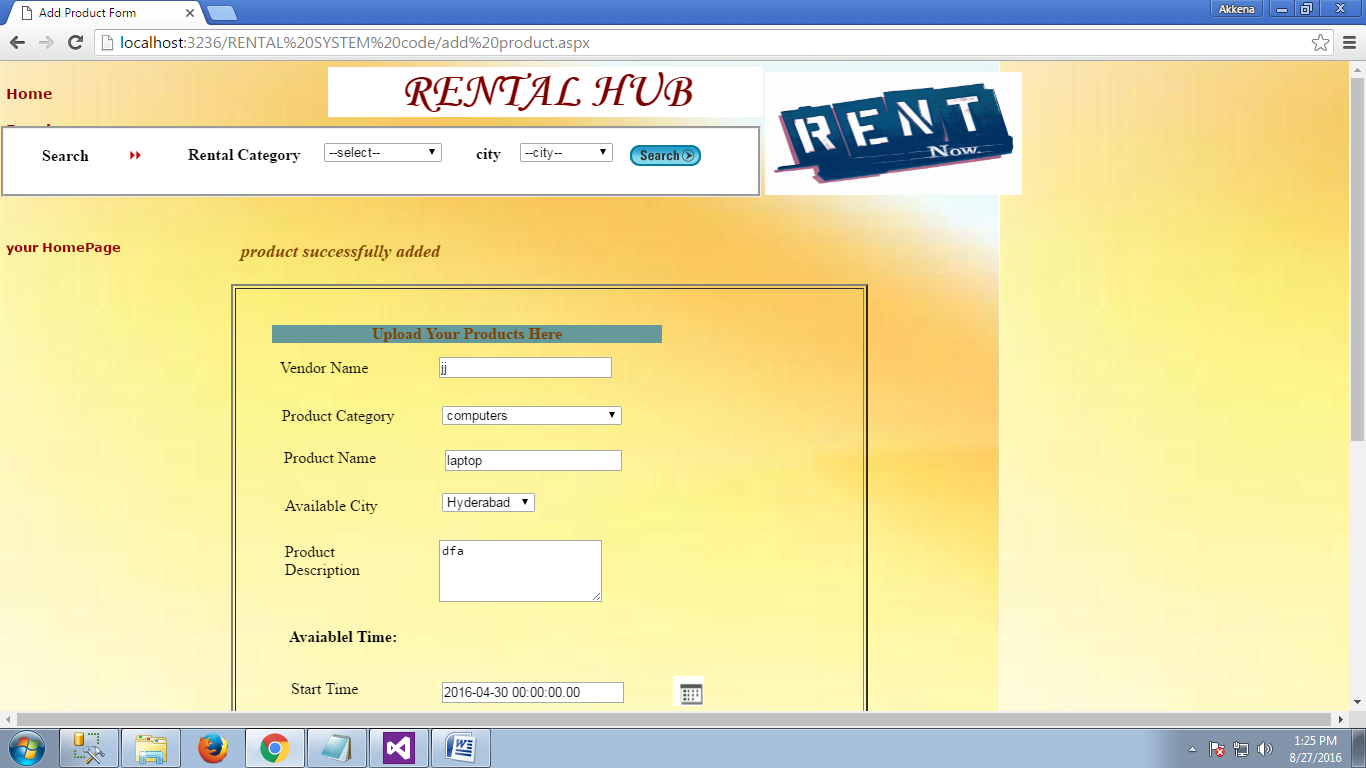 Add Product Form
Akkena
localhost:3236/RENTAL%20SYSTEM%20code/add%20product.aspx
Home
RENTAL HUB
RENT
Now.
Search
Rental Category
--select--
city
--city--
Search
your HomePage
product successfully added
Upload Your Products Here
Vendor Name
jj
Product Category
computers
Product Name
laptop
Available City
Hyderabad
Product
Description
dfa
Avaiablel Time:
Start Time
2016-04-30 00:00:00.00
1:25 PM
8/27/2016